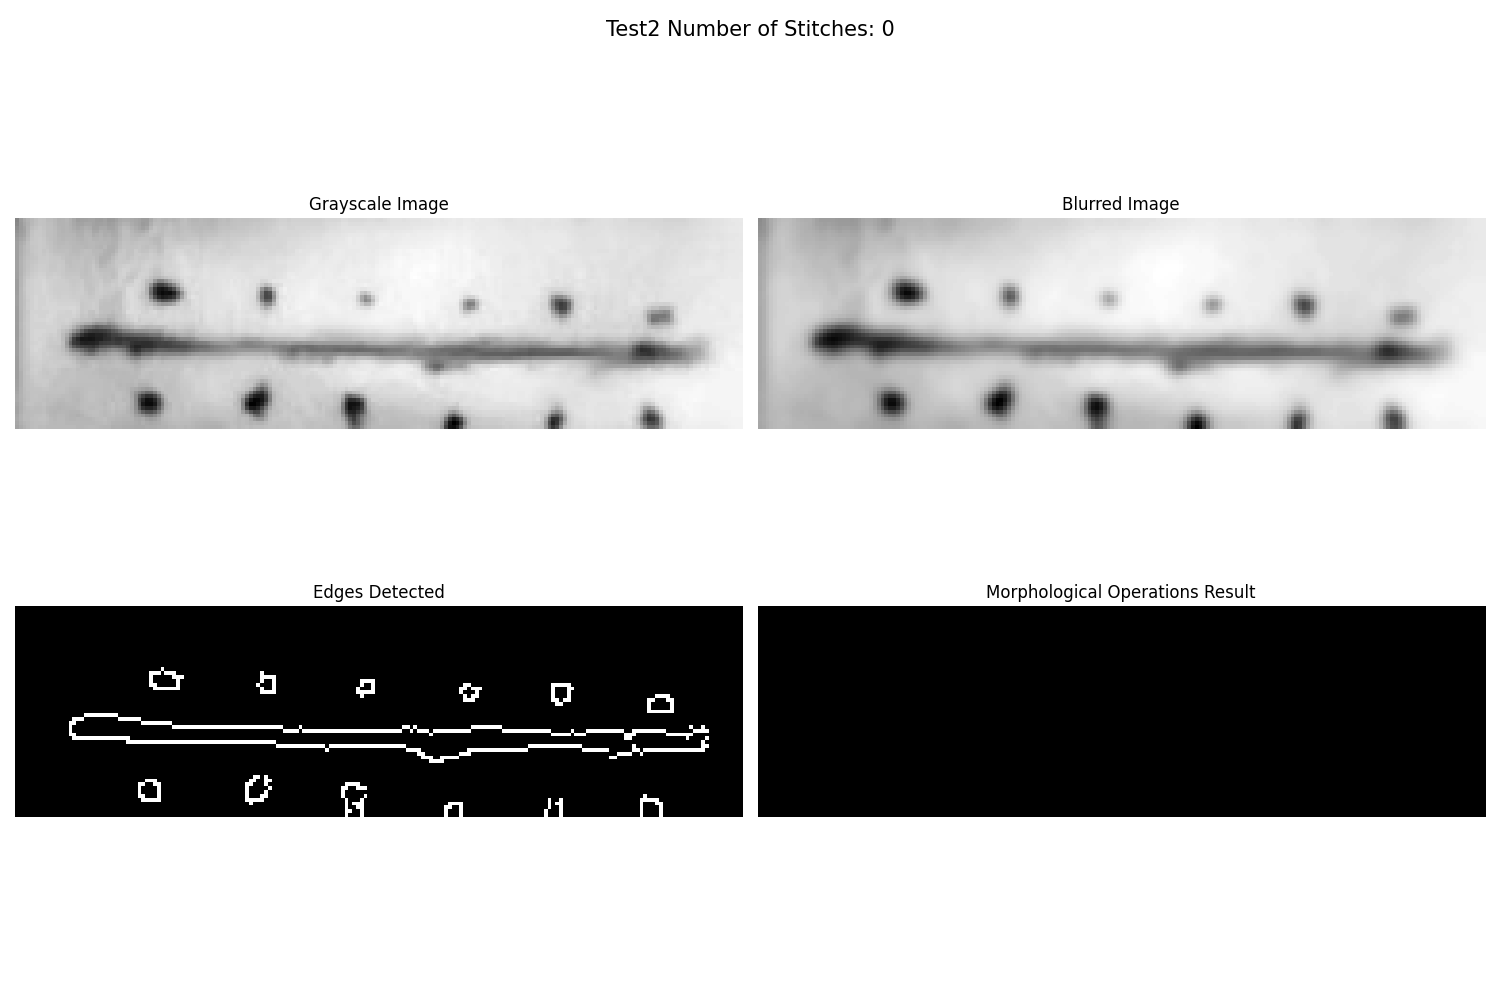 Test2 Number of Stitches: 0
Grayscale Image
Blurred Image
Edges Detected
Morphological Operations Result